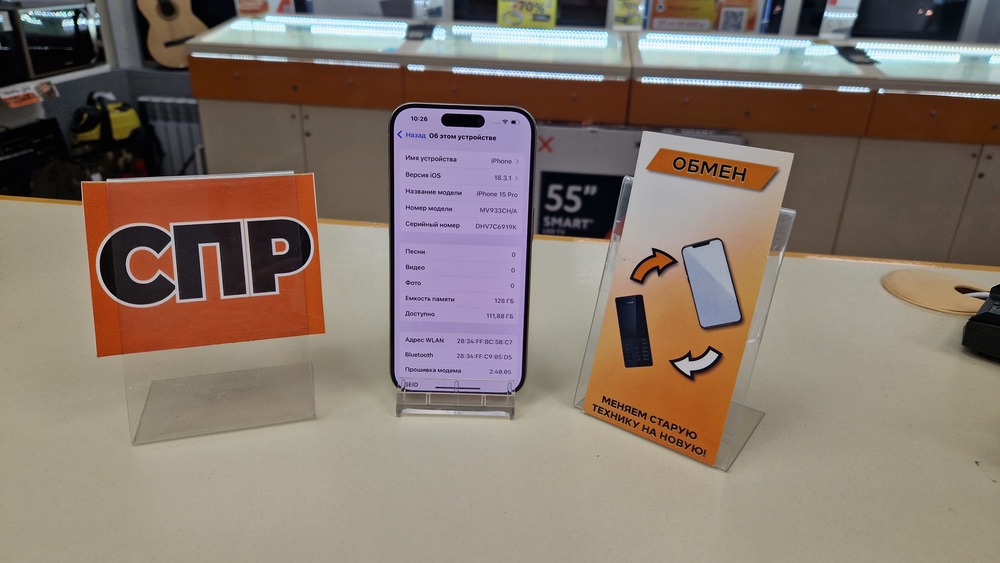 -70%
СПР
10:26
Назад Об этом устройстве
Имя устройства iPhone
Версия iOS 18.3.1
Название модели iPhone 15 Pro
Номер модели MV933CH/A
Серийный номер DHV7C6919K
Песни 0
Видео 0
Фото 0
Емкость памяти 128 ГБ
Доступно 111,88 ГБ
Адрес WLAN 28:34:FF:BC:5B:C7
Bluetooth 28:34:FF:C9:05:D5
Прошивка модема 2.40.05
SEID
X
55"
SMART
ОБМЕН
МЕНЯЕМ СТАРУЮ
ТЕХНИКУ НА НОВУЮ!